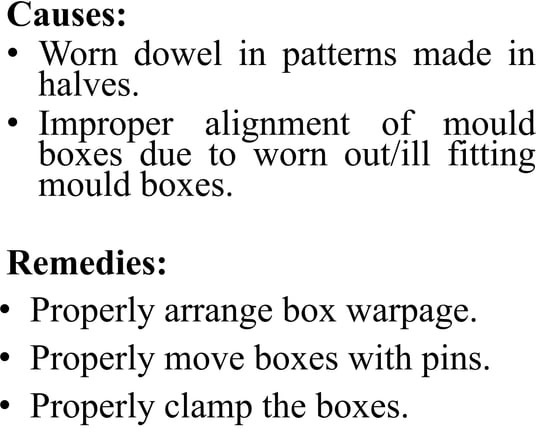 Causes:
• Worn dowel in patterns made in
halves.
• Improper alignment of mould
boxes due to worn out/ill fitting
mould boxes.
Remedies:
• Properly arrange box warpage.
• Properly move boxes with pins.
• Properly clamp the boxes.